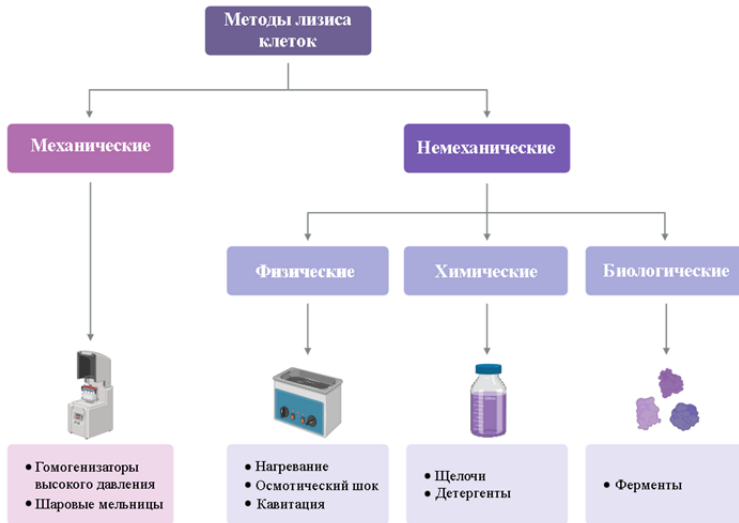 Методы лизиса
клеток
Механические
Немеханические
Физические
Химические
Биологические
• Гомогенизаторы
высокого давления
• Шаровые мельницы
• Нагревание
• Осмотический шок
• Кавитация
• Щелочи
• Детергенты
• Ферменты